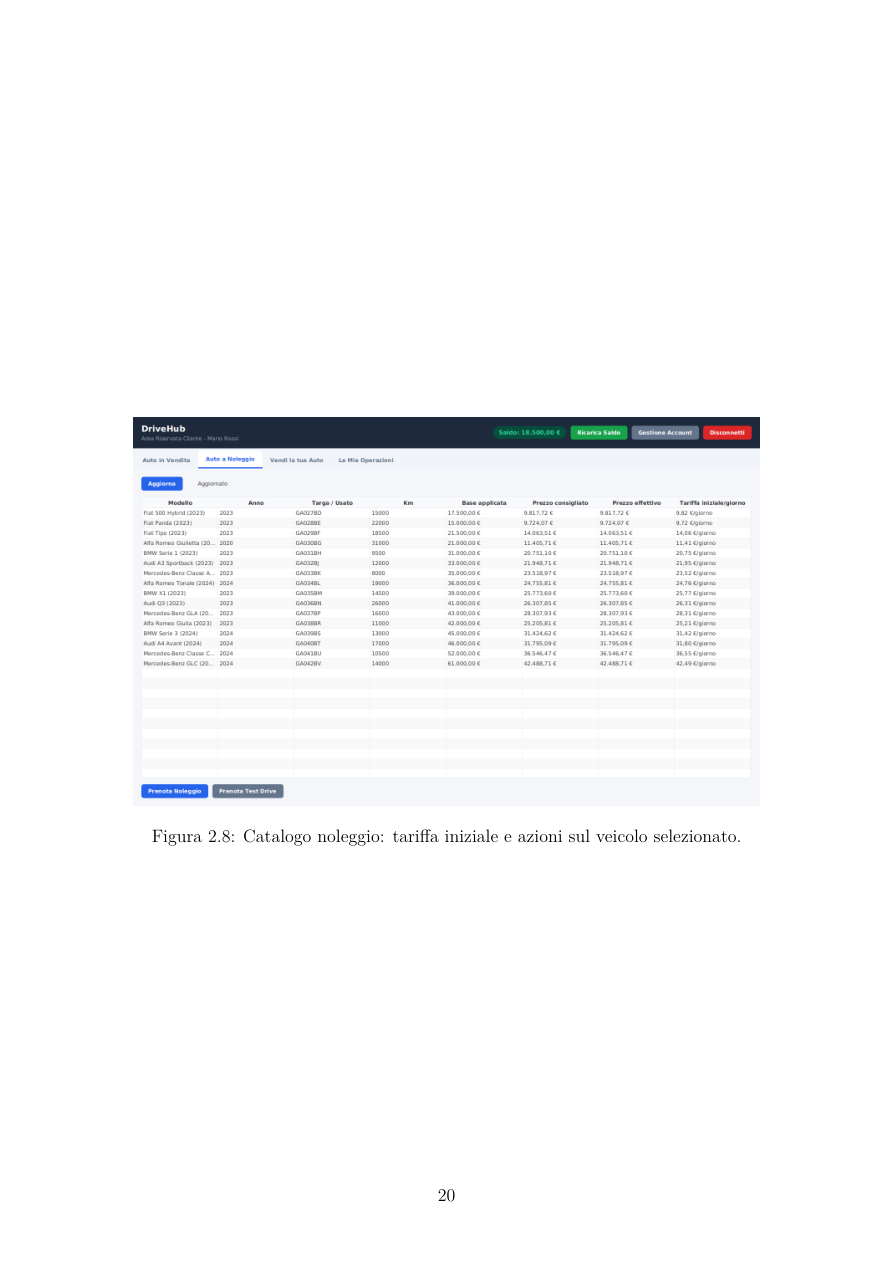 DriveHub
Area Riservata Cliente - Mario Rossi
Saldo: 18.500,00 € Ricarica Saldo Gestione Account Disconnetti
Auto in Vendita Auto a Noleggio Vendi la tua Auto Le Mie Operazioni
Aggiorna Aggiornato
Modello Anno Targa / Usato Km Base applicata Prezzo consigliato Prezzo effettivo Tariffa iniziale/giorno
Fiat 500 Hybrid (2023) 2023 GA027BD 15000 17.500,00 € 9.817,72 € 9.817,72 € 9,82 €/giorno
Fiat Panda (2023) 2023 GA028BE 22000 15.000,00 € 9.724,07 € 9.724,07 € 9,72 €/giorno
Fiat Tipo (2023) 2023 GA029BF 18500 21.500,00 € 14.063,51 € 14.063,51 € 14,06 €/giorno
Alfa Romeo Giulietta (20... 2020 GA030BG 31000 21.000,00 € 11.405,71 € 11.405,71 € 11,41 €/giorno
BMW Serie 1 (2023) 2023 GA031BH 9500 31.000,00 € 20.751,10 € 20.751,10 € 20,75 €/giorno
Audi A3 Sportback (2023) 2023 GA032BJ 12000 33.000,00 € 21.948,71 € 21.948,71 € 21,95 €/giorno
Mercedes-Benz Classe A... 2023 GA033BK 8000 35.000,00 € 23.518,97 € 23.518,97 € 23,52 €/giorno
Alfa Romeo Tonale (2024) 2024 GA034BL 19000 36.000,00 € 24.755,81 € 24.755,81 € 24,76 €/giorno
BMW X1 (2023) 2023 GA035BM 14500 39.000,00 € 25.773,60 € 25.773,60 € 25,77 €/giorno
Audi Q3 (2023) 2023 GA036BN 26000 41.000,00 € 26.307,85 € 26.307,85 € 26,31 €/giorno
Mercedes-Benz GLA (20... 2023 GA037BP 16000 43.000,00 € 28.307,93 € 28.307,93 € 28,31 €/giorno
Alfa Romeo Giulia (2023) 2023 GA038BR 11000 42.000,00 € 25.205,81 € 25.205,81 € 25,21 €/giorno
BMW Serie 3 (2024) 2024 GA039BS 13000 45.000,00 € 31.424,62 € 31.424,62 € 31,42 €/giorno
Audi A4 Avant (2024) 2024 GA040BT 17000 46.000,00 € 31.795,09 € 31.795,09 € 31,80 €/giorno
Mercedes-Benz Classe C... 2024 GA041BU 10500 52.000,00 € 36.546,47 € 36.546,47 € 36,55 €/giorno
Mercedes-Benz GLC (20... 2024 GA042BV 14000 61.000,00 € 42.488,71 € 42.488,71 € 42,49 €/giorno
Prenota Noleggio Prenota Test Drive
Figura 2.8: Catalogo noleggio: tariffa iniziale e azioni sul veicolo selezionato.
20